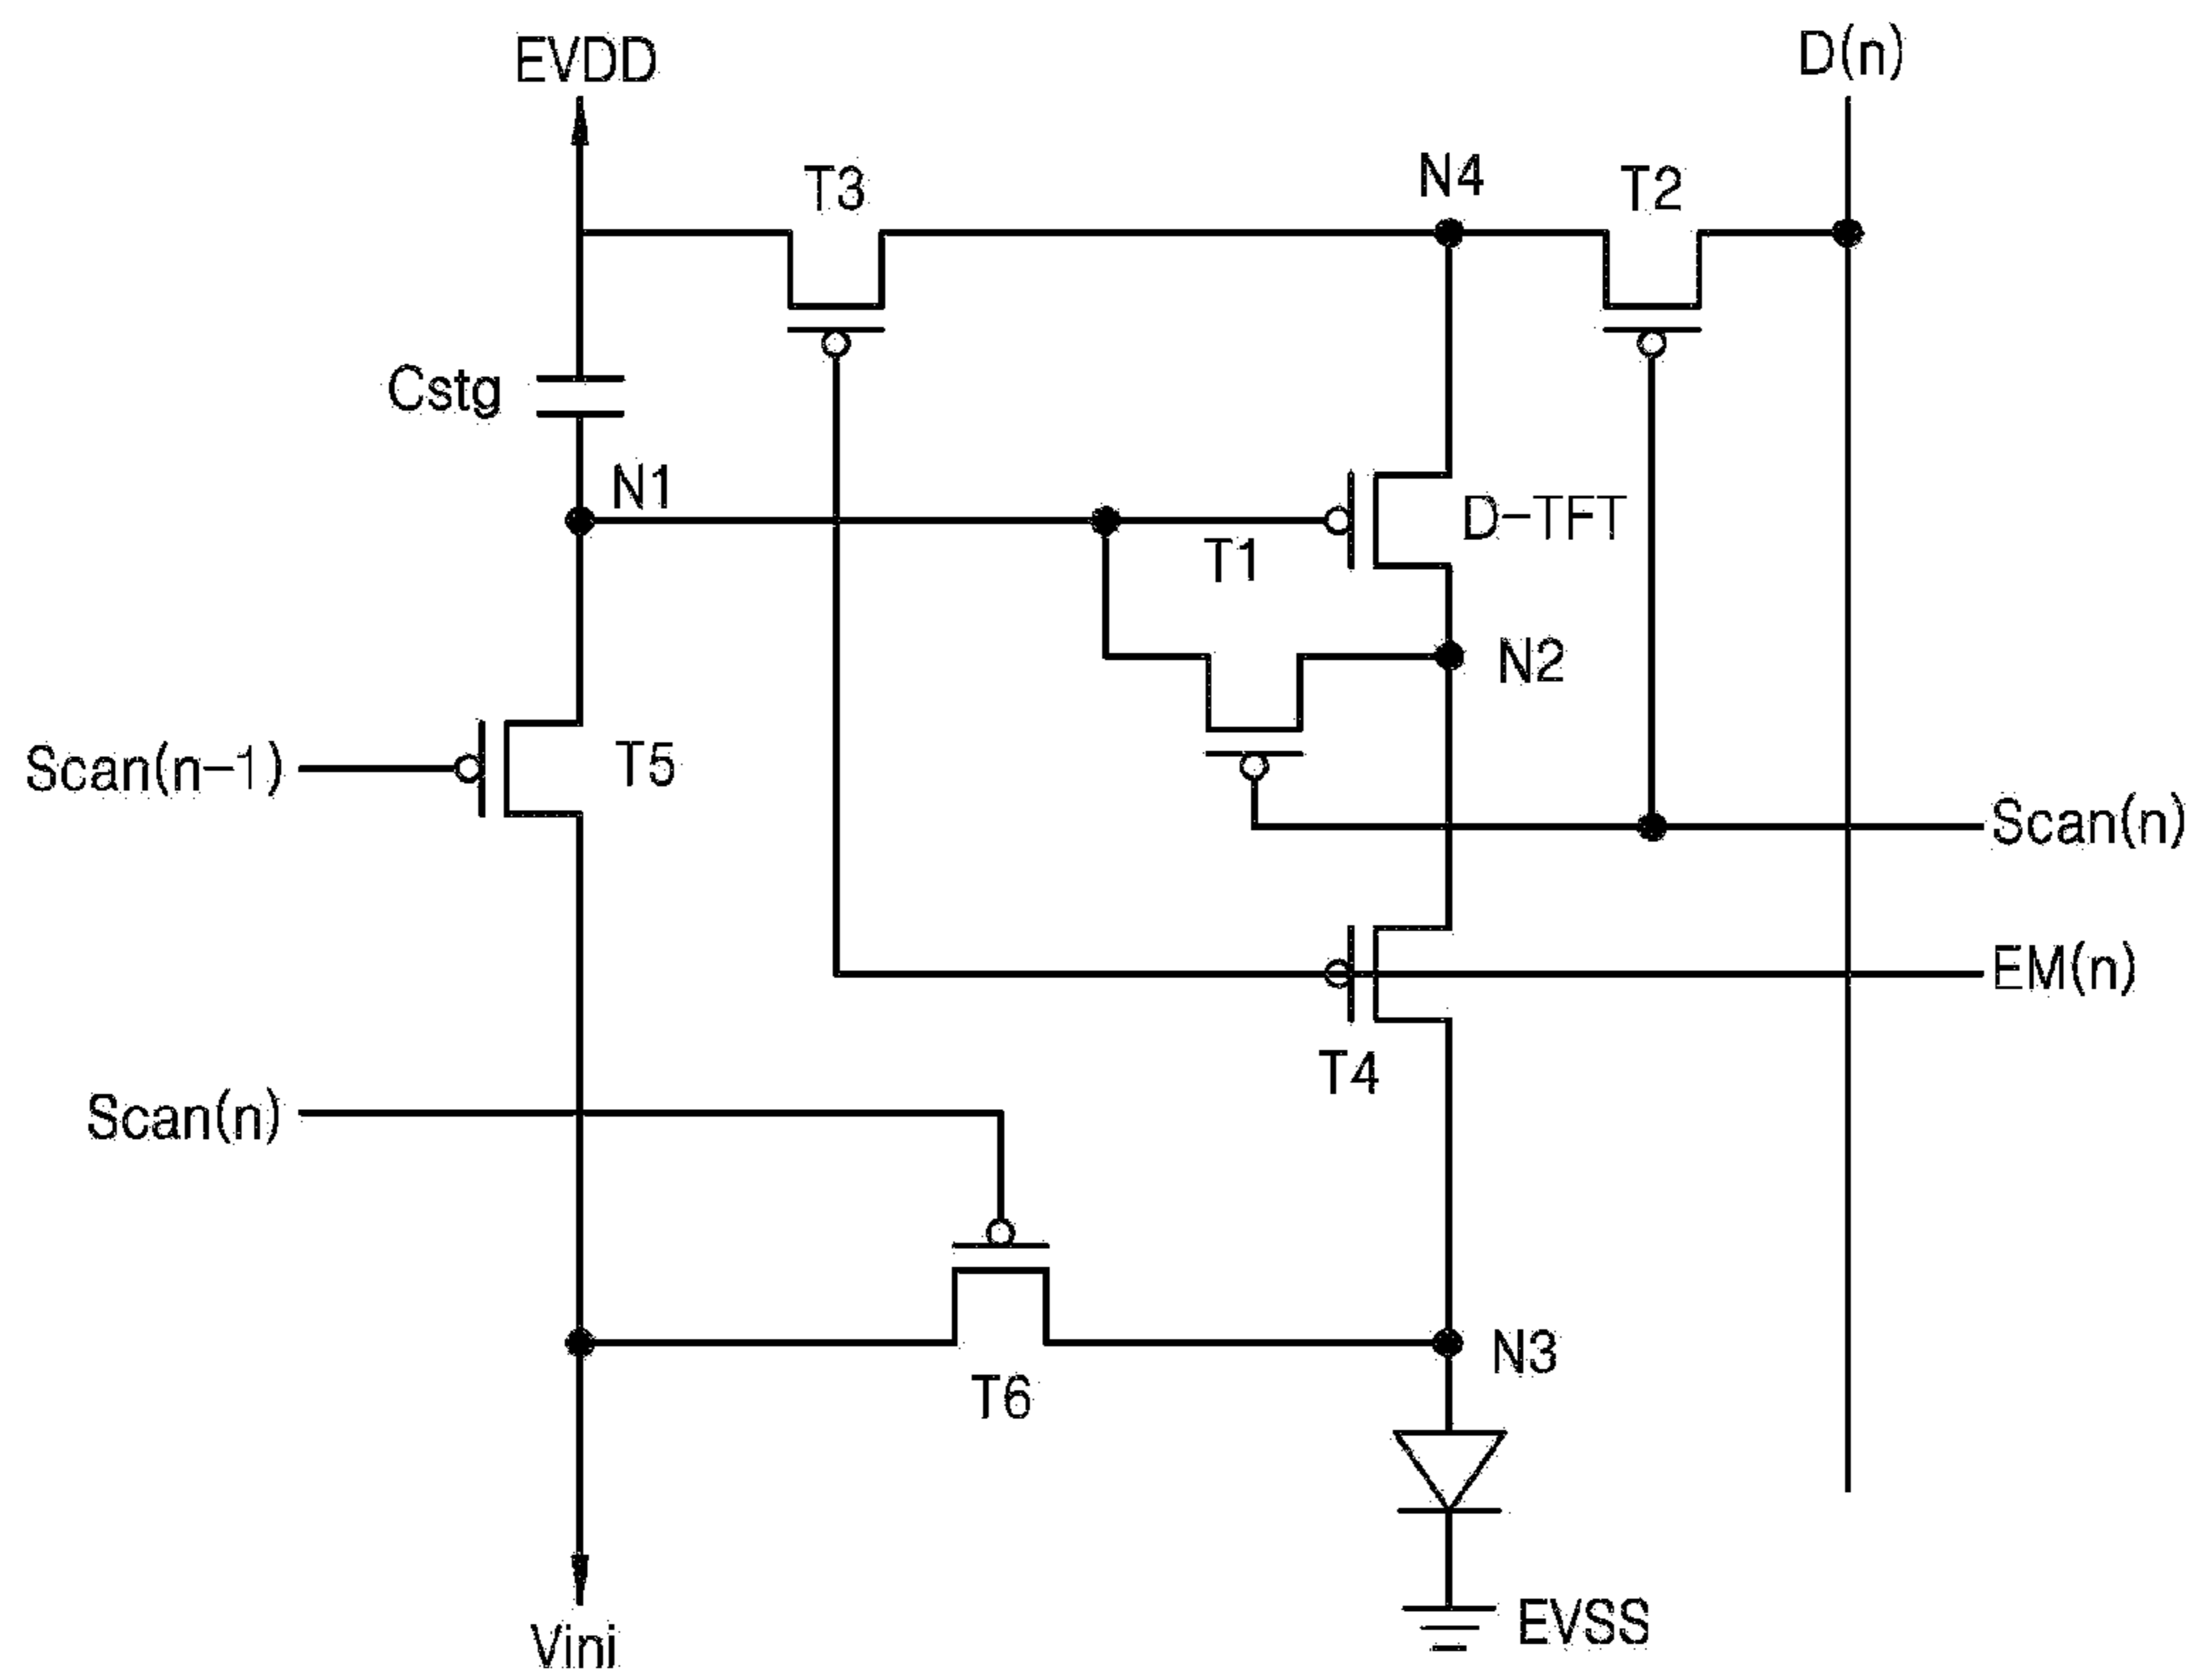 EVDD
D(n)
T3
N4
T2
Cstg
N1
D-TFT
T1
N2
Scan(n-1)
T5
Scan(n)
EM(n)
T4
Scan(n)
N3
T6
EVSS
Vini